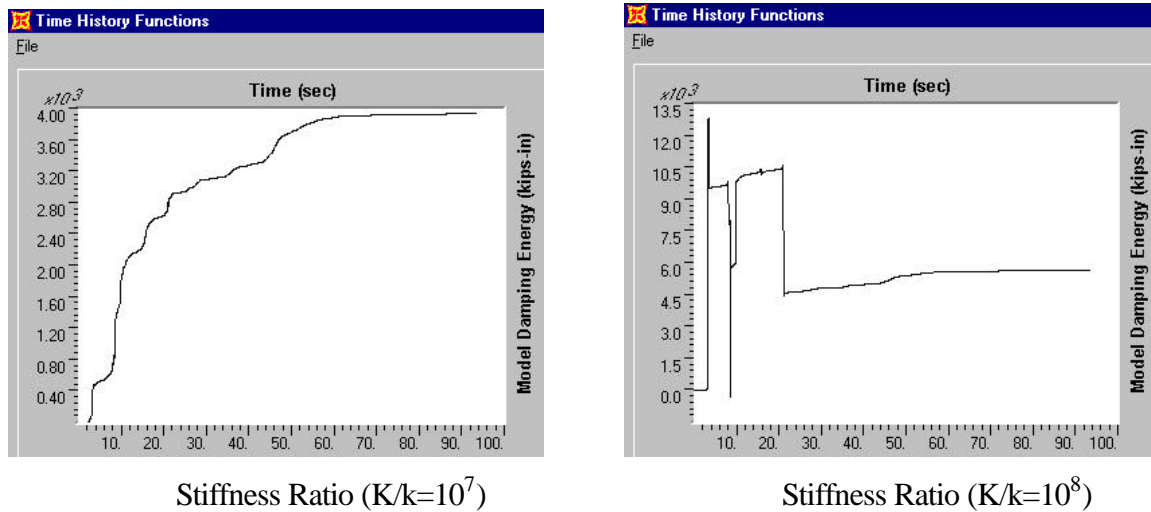 Time History Functions
File
x10 3
Time (sec)
4.00
3.60
3.20
2.80
2.40
2.00
1.60
1.20
0.80
0.40
10. 20. 30. 40. 50. 60. 70. 80. 90. 100.
Model Damping Energy (kips-in)
Stiffness Ratio (K/k=10^7)
Time History Functions
File
x10 3
Time (sec)
13.5
12.0
10.5
9.0
7.5
6.0
4.5
3.0
1.5
0.0
10. 20. 30. 40. 50. 60. 70. 80. 90. 100.
Model Damping Energy (kips-in)
Stiffness Ratio (K/k=10^8)